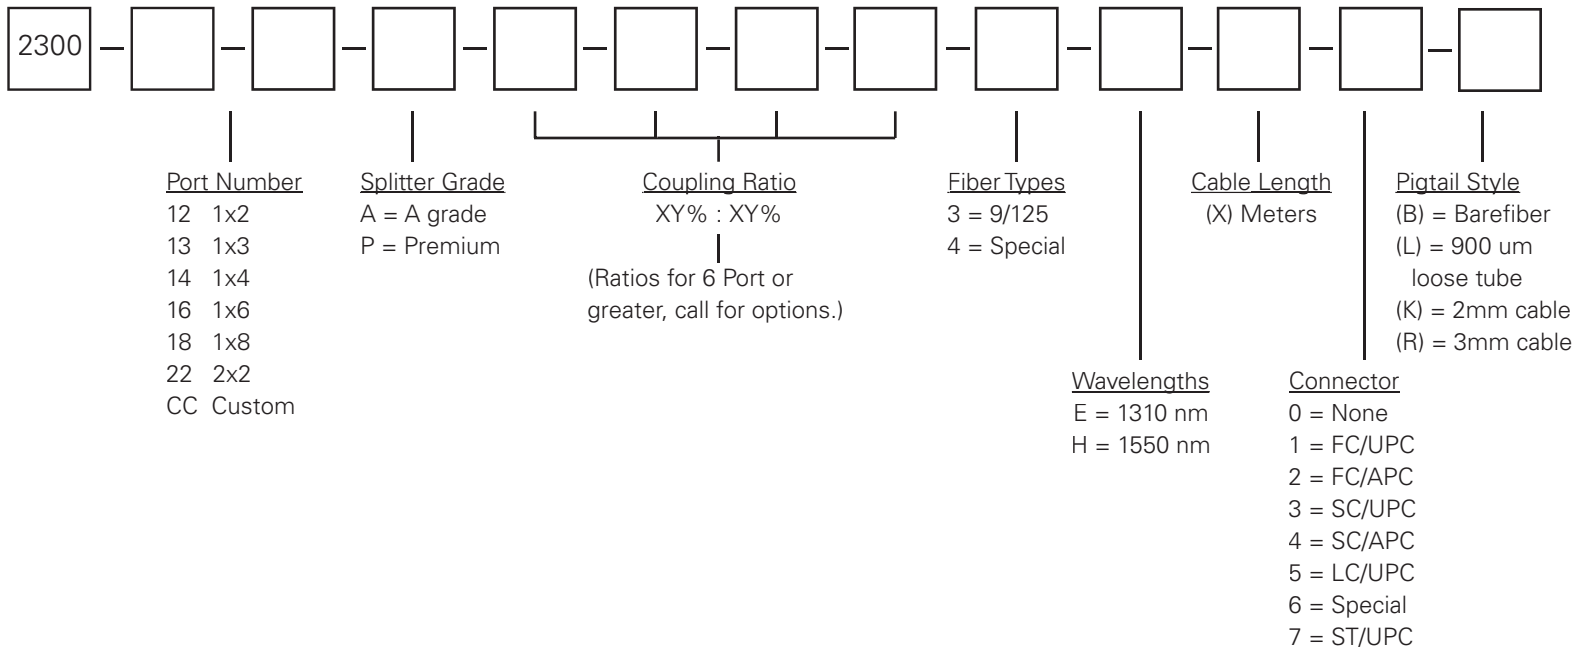 2300
Port Number
12 1x2
13 1x3
14 1x4
16 1x6
18 1x8
22 2x2
CC Custom
Splitter Grade
A = A grade
P = Premium
Coupling Ratio
XY% : XY%
(Ratios for 6 Port or
greater, call for options.)
Fiber Types
3 = 9/125
4 = Special
Wavelengths
E = 1310 nm
H = 1550 nm
Cable Length
(X) Meters
Connector
0 = None
1 = FC/UPC
2 = FC/APC
3 = SC/UPC
4 = SC/APC
5 = LC/UPC
6 = Special
7 = ST/UPC
Pigtail Style
(B) = Barefiber
(L) = 900 um
loose tube
(K) = 2mm cable
(R) = 3mm cable